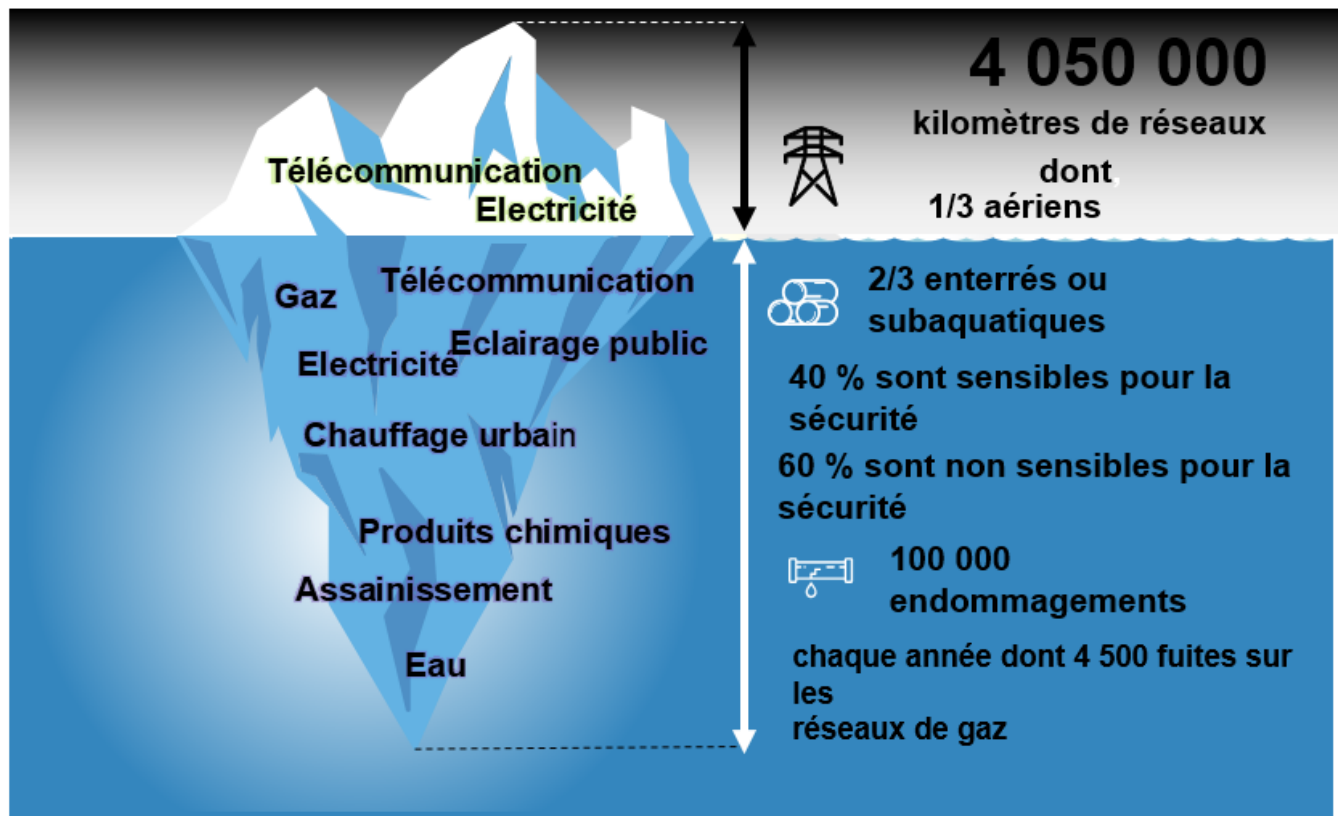 Télécommunication
Electricité
Gaz
Télécommunication
Electricité
Eclairage public
Chauffage urbain
Produits chimiques
Assainissement
Eau
4 050 000
kilomètres de réseaux
dont,
1/3 aériens
2/3 enterrés ou
subaquatiques
40 % sont sensibles pour la
sécurité
60 % sont non sensibles pour la
sécurité
100 000
endommagements
chaque année dont 4 500 fuites sur
les
réseaux de gaz